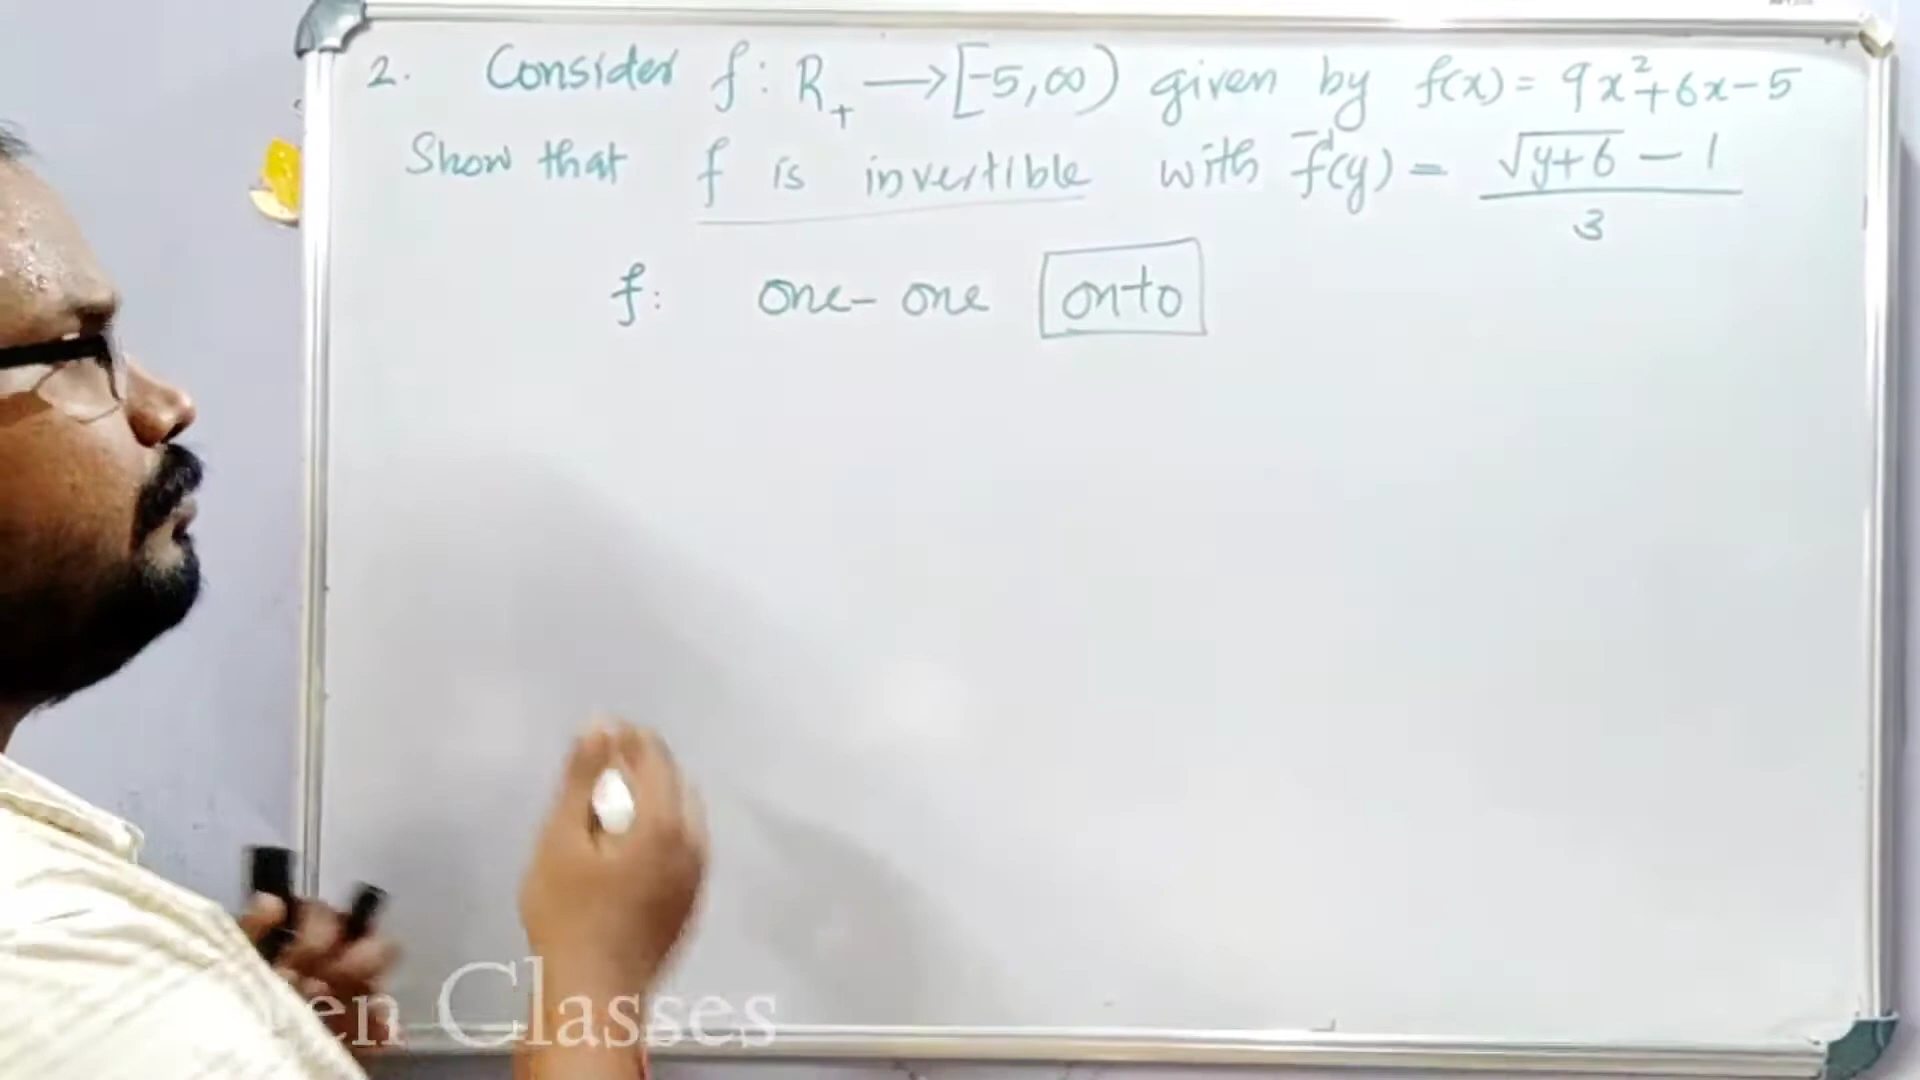 2. Consider f: R₊ → [-5, ∞) given by f(x) = 9x²+6x-5
Show that f is invertible with f⁻¹(y) = (√(y+6) - 1)/3
f: one-one onto
en Classes